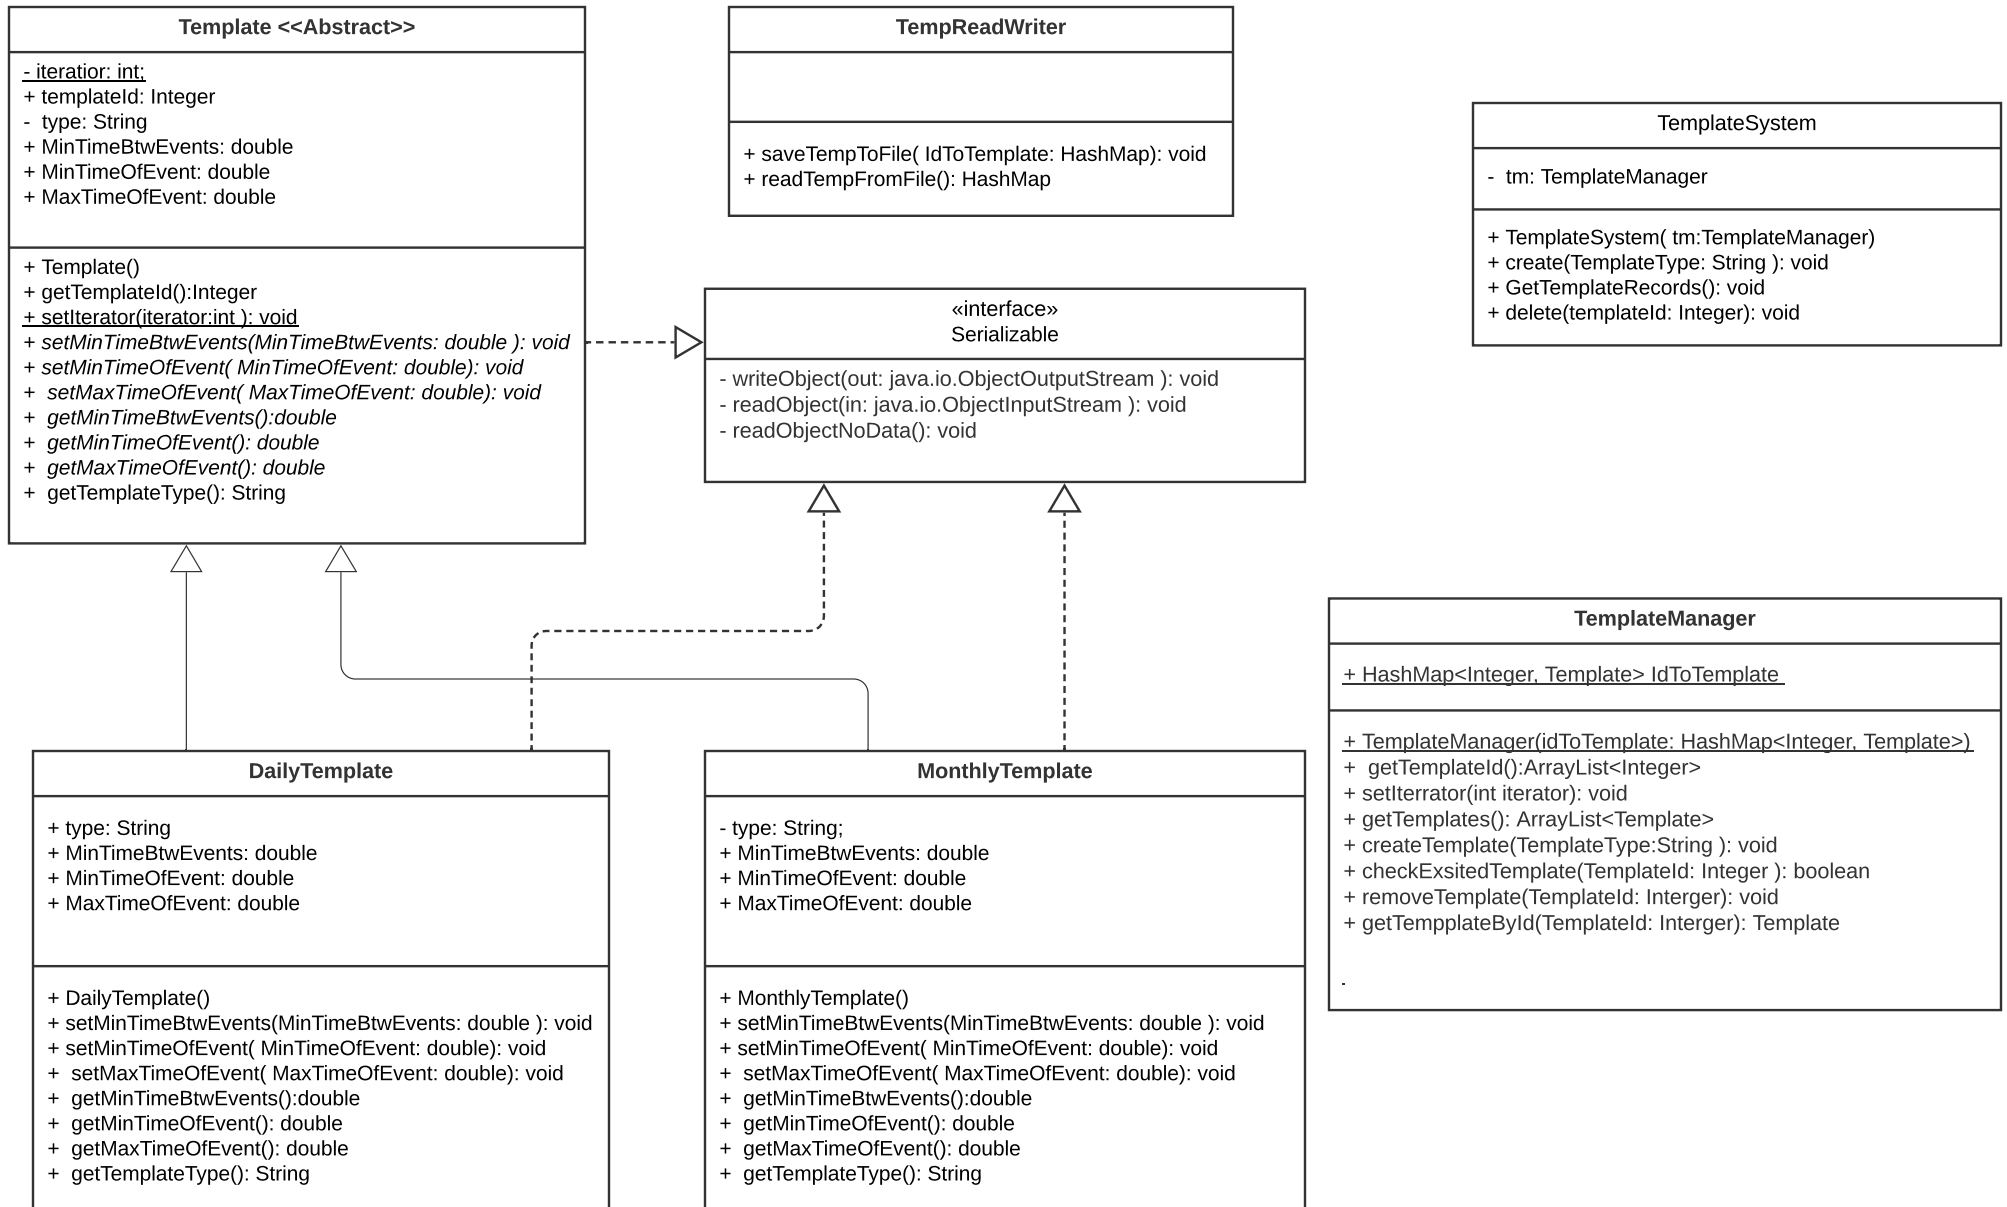 Template <<Abstract>>
- iteratior: int;
+ templateId: Integer
-  type: String
+ MinTimeBtwEvents: double
+ MinTimeOfEvent: double
+ MaxTimeOfEvent: double
+ Template()
+ getTemplateId():Integer
+ setIterator(iterator:int ): void
+ setMinTimeBtwEvents(MinTimeBtwEvents: double ): void
+ setMinTimeOfEvent( MinTimeOfEvent: double): void
+  setMaxTimeOfEvent( MaxTimeOfEvent: double): void
+  getMinTimeBtwEvents():double
+  getMinTimeOfEvent(): double
+  getMaxTimeOfEvent(): double
+  getTemplateType(): String
TempReadWriter
+ saveTempToFile( IdToTemplate: HashMap): void
+ readTempFromFile(): HashMap
TemplateSystem
-  tm: TemplateManager
+ TemplateSystem( tm:TemplateManager)
+ create(TemplateType: String ): void
+ GetTemplateRecords(): void
+ delete(templateId: Integer): void
«interface»
Serializable
- writeObject(out: java.io.ObjectOutputStream ): void
- readObject(in: java.io.ObjectInputStream ): void
- readObjectNoData(): void
TemplateManager
+ HashMap<Integer, Template> IdToTemplate
+ TemplateManager(idToTemplate: HashMap<Integer, Template>)
+  getTemplateId():ArrayList<Integer>
+ setIterrator(int iterator): void
+ getTemplates(): ArrayList<Template>
+ createTemplate(TemplateType:String ): void
+ checkExsitedTemplate(TemplateId: Integer ): boolean
+ removeTemplate(TemplateId: Interger): void
+ getTempplateById(TemplateId: Interger): Template
DailyTemplate
+ type: String
+ MinTimeBtwEvents: double
+ MinTimeOfEvent: double
+ MaxTimeOfEvent: double
+ DailyTemplate()
+ setMinTimeBtwEvents(MinTimeBtwEvents: double ): void
+ setMinTimeOfEvent( MinTimeOfEvent: double): void
+  setMaxTimeOfEvent( MaxTimeOfEvent: double): void
+  getMinTimeBtwEvents():double
+  getMinTimeOfEvent(): double
+  getMaxTimeOfEvent(): double
+  getTemplateType(): String
MonthlyTemplate
- type: String;
+ MinTimeBtwEvents: double
+ MinTimeOfEvent: double
+ MaxTimeOfEvent: double
+ MonthlyTemplate()
+ setMinTimeBtwEvents(MinTimeBtwEvents: double ): void
+ setMinTimeOfEvent( MinTimeOfEvent: double): void
+  setMaxTimeOfEvent( MaxTimeOfEvent: double): void
+  getMinTimeBtwEvents():double
+  getMinTimeOfEvent(): double
+  getMaxTimeOfEvent(): double
+  getTemplateType(): String